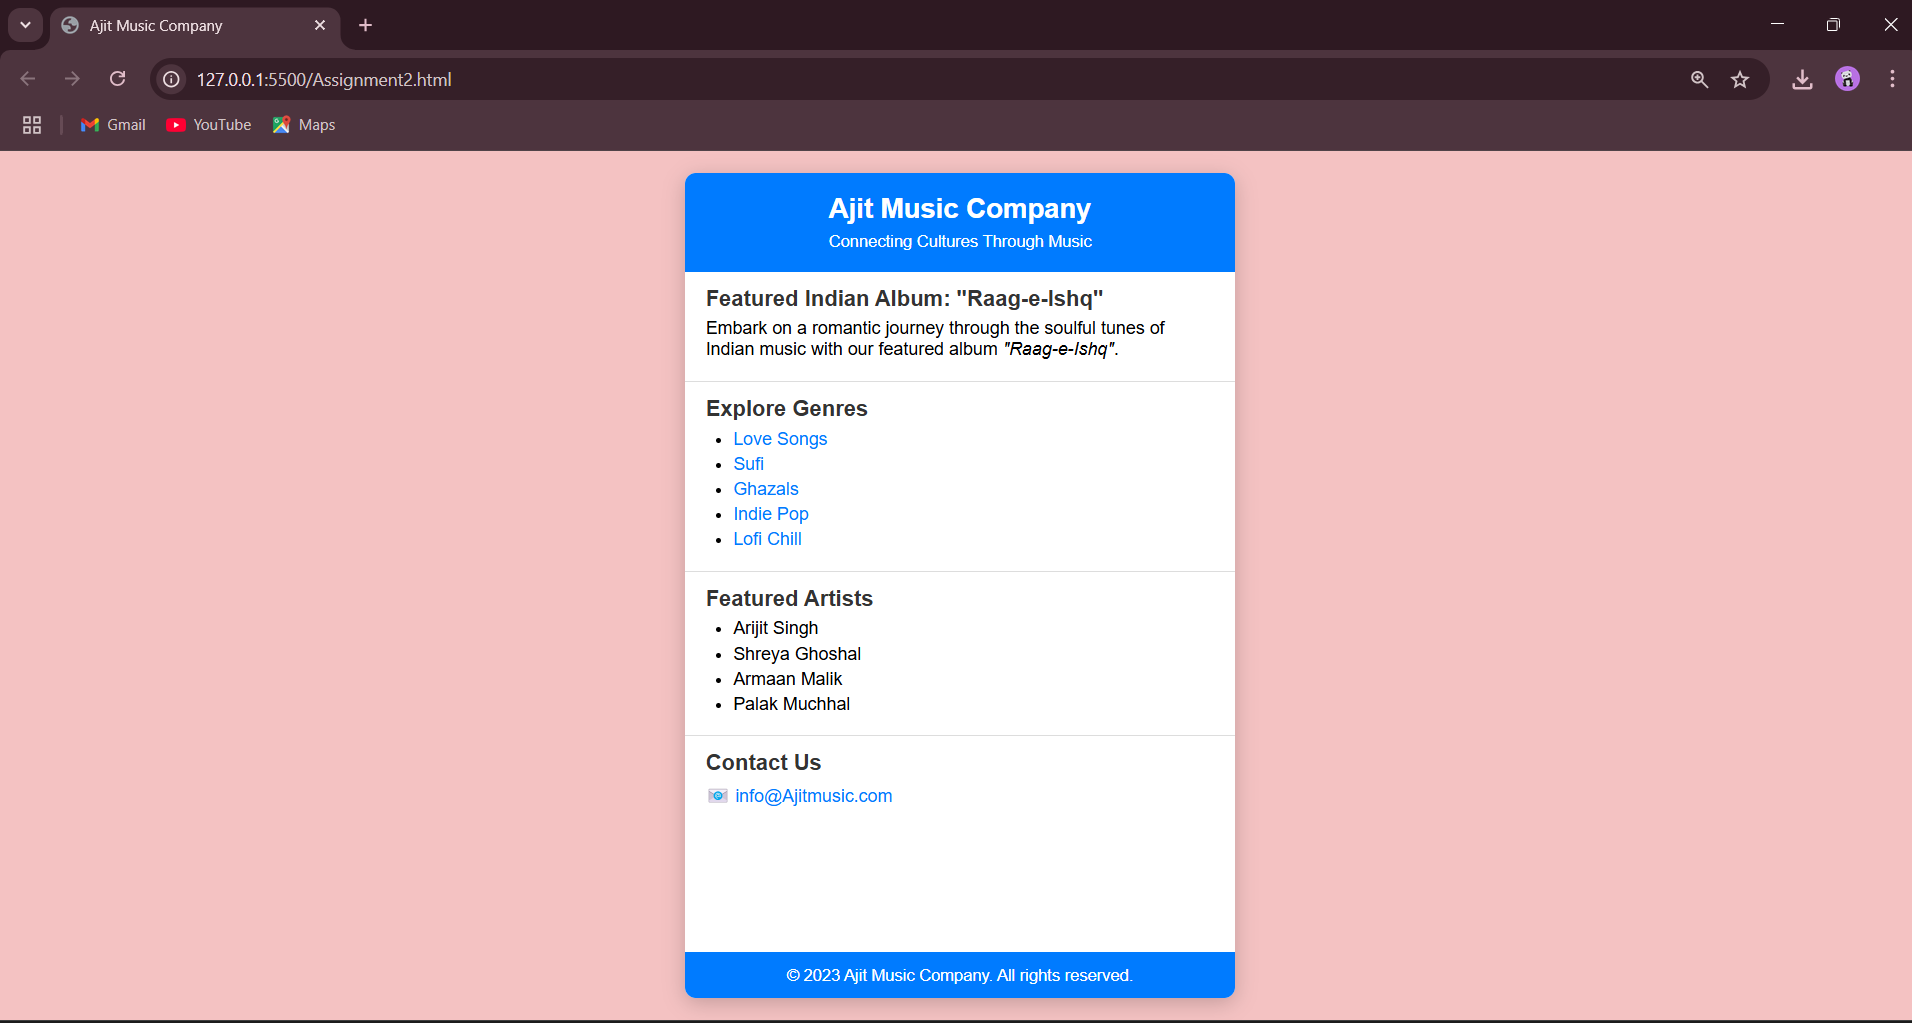 Ajit Music Company
127.0.0.1:5500/Assignment2.html
Gmail YouTube Maps
Ajit Music Company
Connecting Cultures Through Music
Featured Indian Album: "Raag-e-Ishq"
Embark on a romantic journey through the soulful tunes of
Indian music with our featured album "Raag-e-Ishq".
Explore Genres
Love Songs
Sufi
Ghazals
Indie Pop
Lofi Chill
Featured Artists
Arijit Singh
Shreya Ghoshal
Armaan Malik
Palak Muchhal
Contact Us
info@Ajitmusic.com
© 2023 Ajit Music Company. All rights reserved.